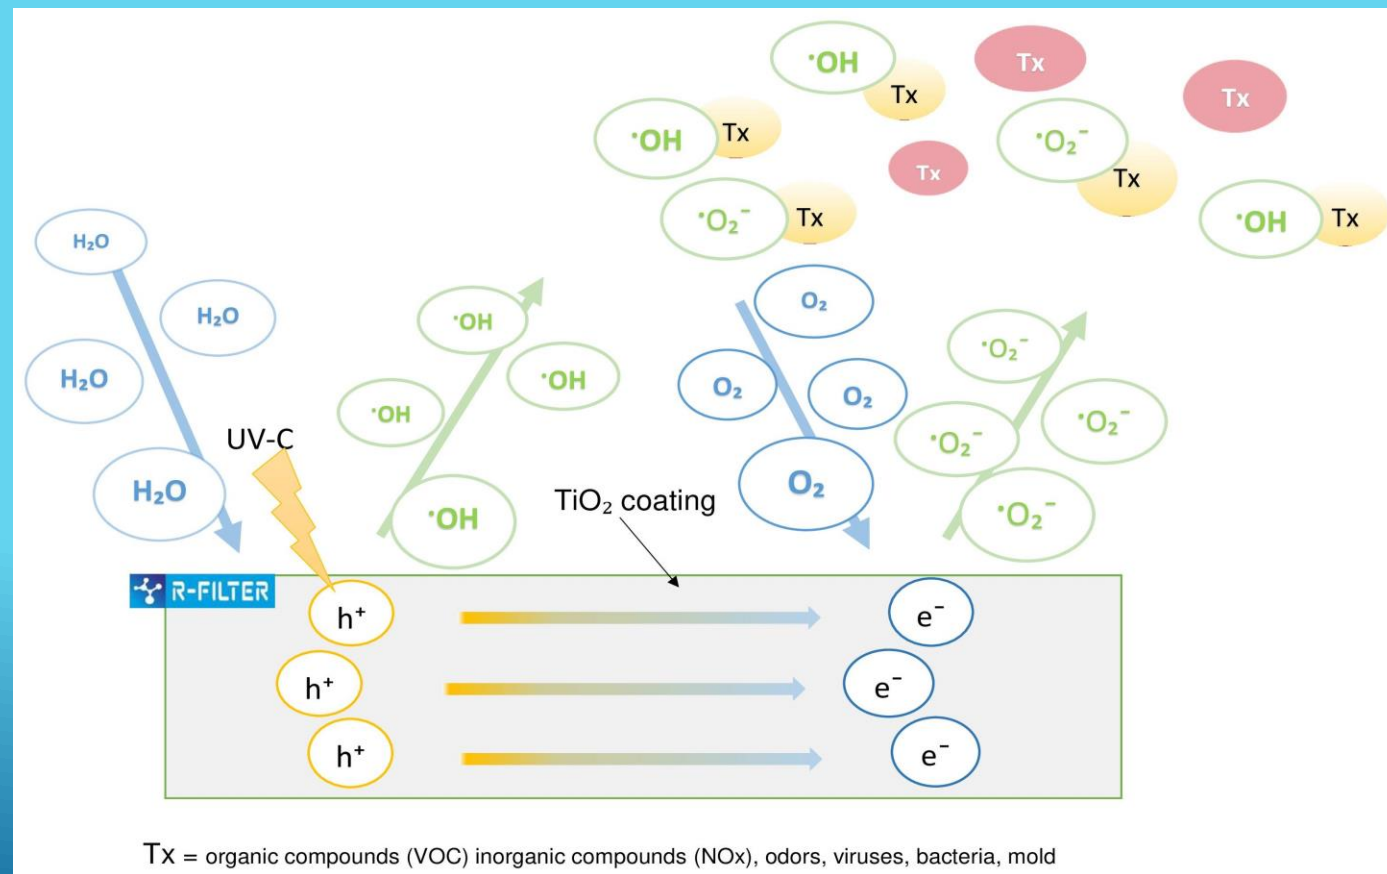 ·OH
Tx
Tx
Tx
·OH
Tx
·O₂⁻
Tx
Tx
·O₂⁻
Tx
·OH
Tx
H₂O
H₂O
H₂O
H₂O
·OH
·OH
·OH
·OH
O₂
O₂
O₂
O₂
·O₂⁻
·O₂⁻
·O₂⁻
·O₂⁻
UV-C
TiO₂ coating
R-FILTER
h⁺
e⁻
h⁺
e⁻
h⁺
e⁻
Tx = organic compounds (VOC) inorganic compounds (NOx), odors, viruses, bacteria, mold